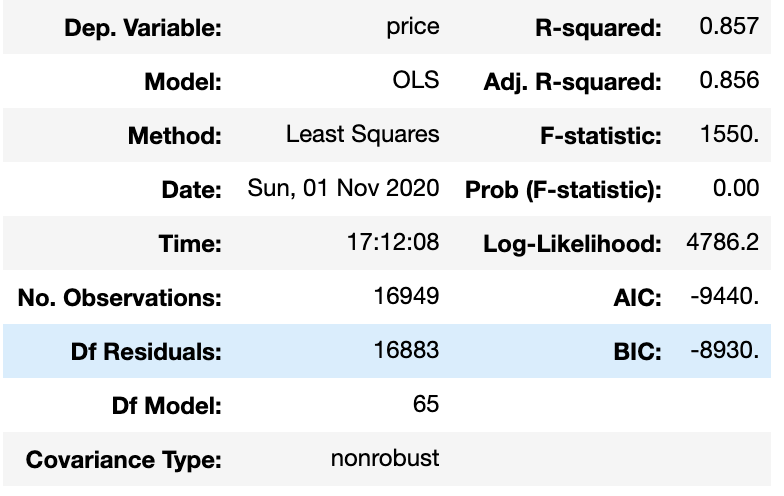 Dep. Variable: price R-squared: 0.857
Model: OLS Adj. R-squared: 0.856
Method: Least Squares F-statistic: 1550.
Date: Sun, 01 Nov 2020 Prob (F-statistic): 0.00
Time: 17:12:08 Log-Likelihood: 4786.2
No. Observations: 16949 AIC: -9440.
Df Residuals: 16883 BIC: -8930.
Df Model: 65
Covariance Type: nonrobust